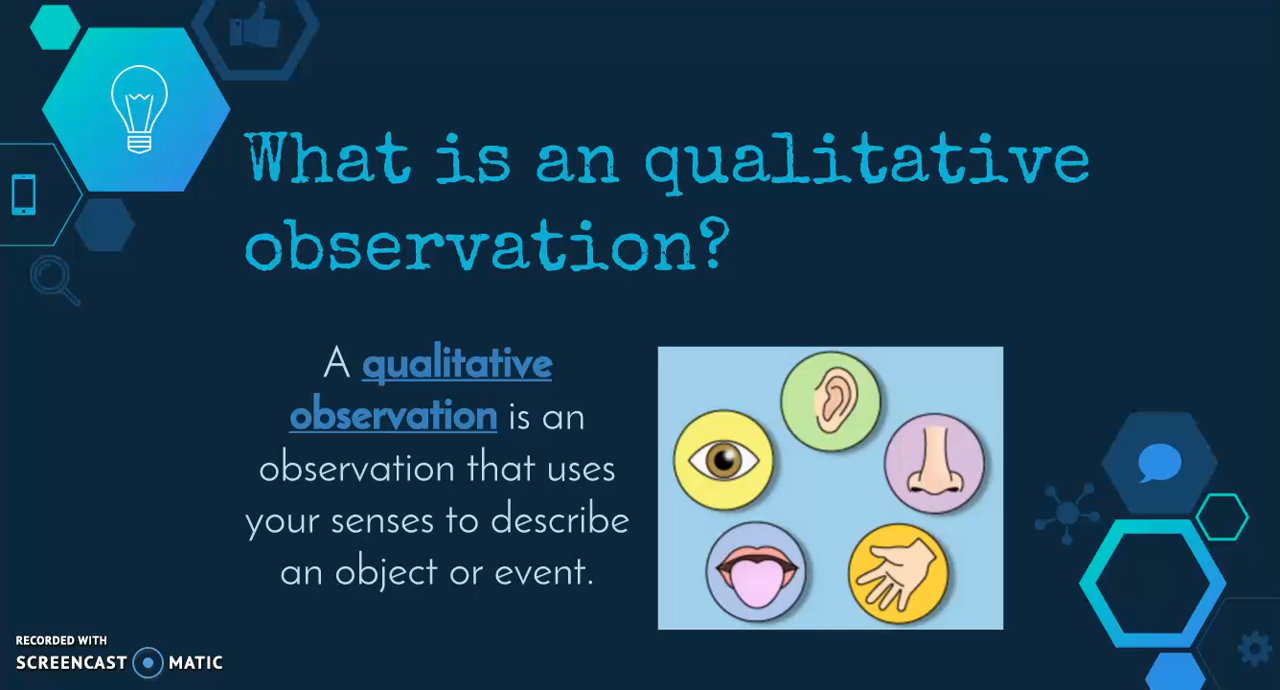 What is an qualitative
observation?
A qualitative
observation is an
observation that uses
your senses to describe
an object or event.
RECORDED WITH
SCREENCAST MATIC